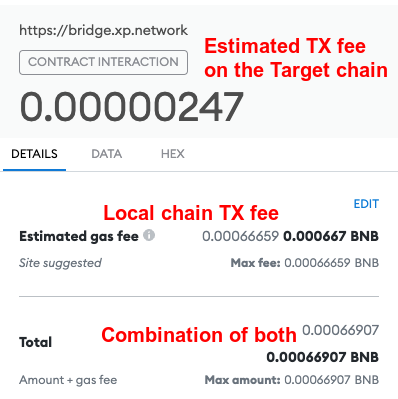 https://bridge.xp.network
Estimated TX fee
on the Target chain
CONTRACT INTERACTION
0.00000247
DETAILS DATA HEX
EDIT
Local chain TX fee
Estimated gas fee 0.00066659 0.000667 BNB
Site suggested Max fee: 0.00066659 BNB
Combination of both 0.00066907
Total
0.00066907 BNB
Amount + gas fee Max amount: 0.00066907 BNB